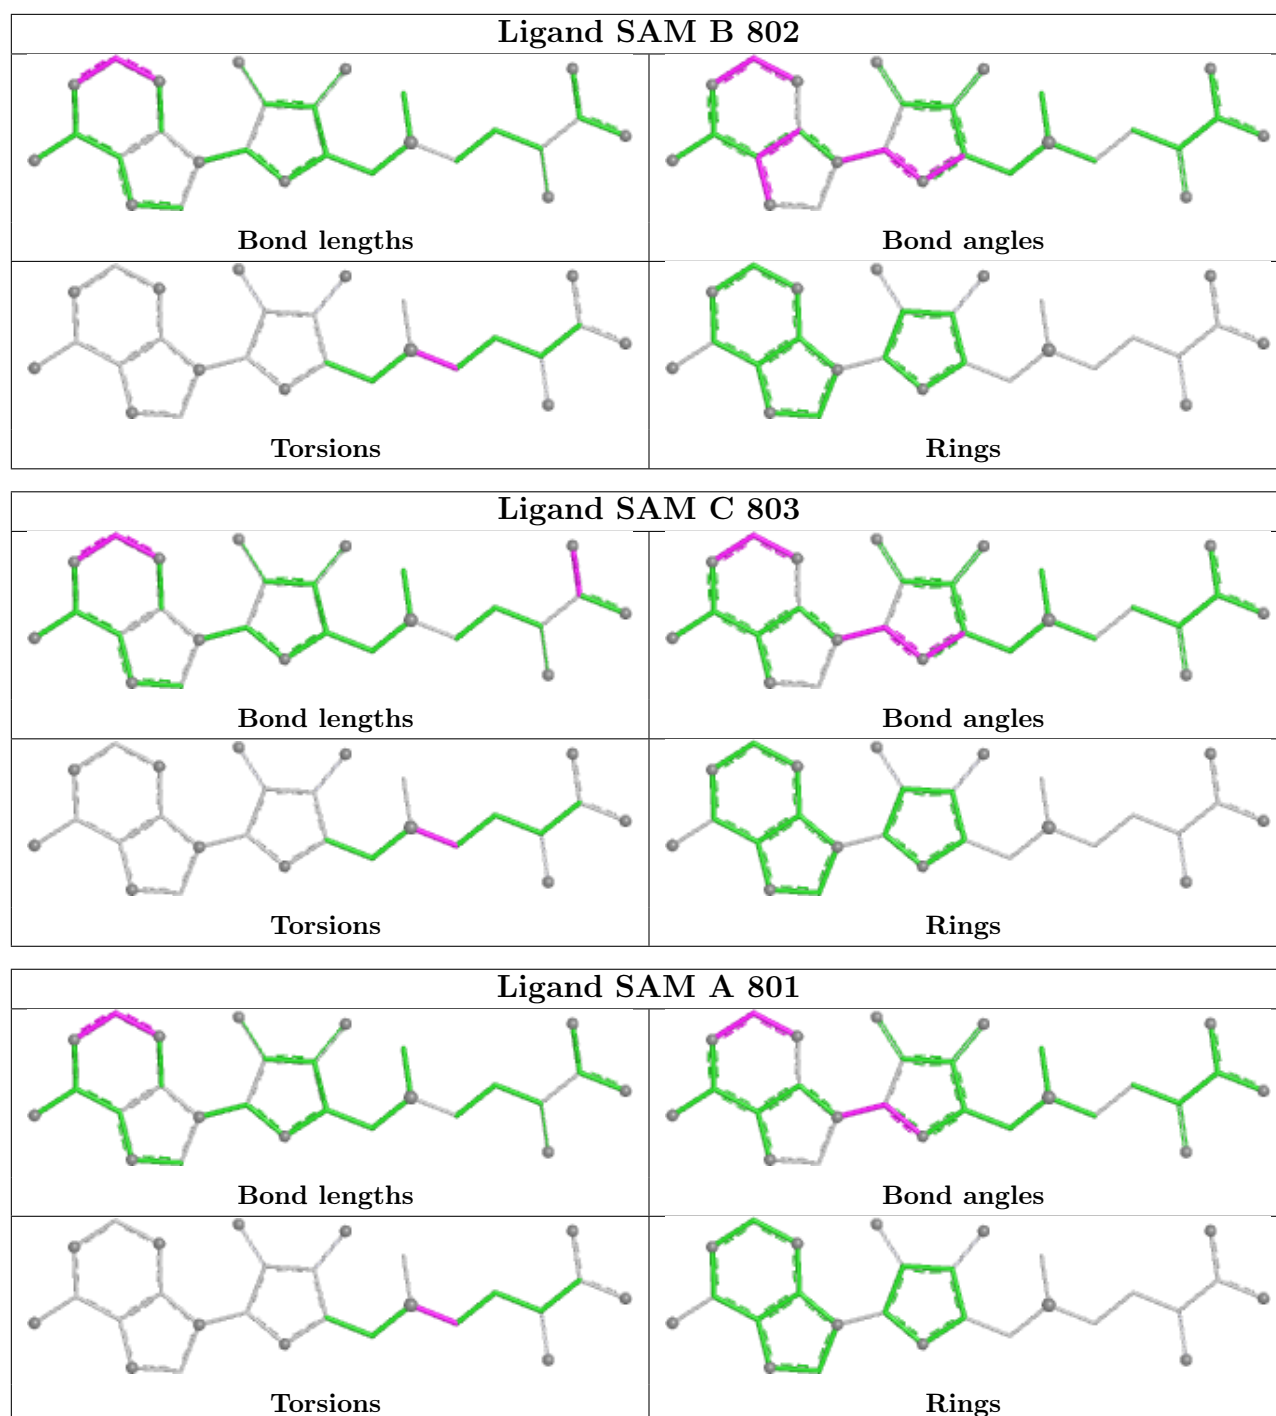 Ligand SAM B 802
Bond lengths
Bond angles
Torsions
Rings
Ligand SAM C 803
Bond lengths
Bond angles
Torsions
Rings
Ligand SAM A 801
Bond lengths
Bond angles
Torsions
Rings